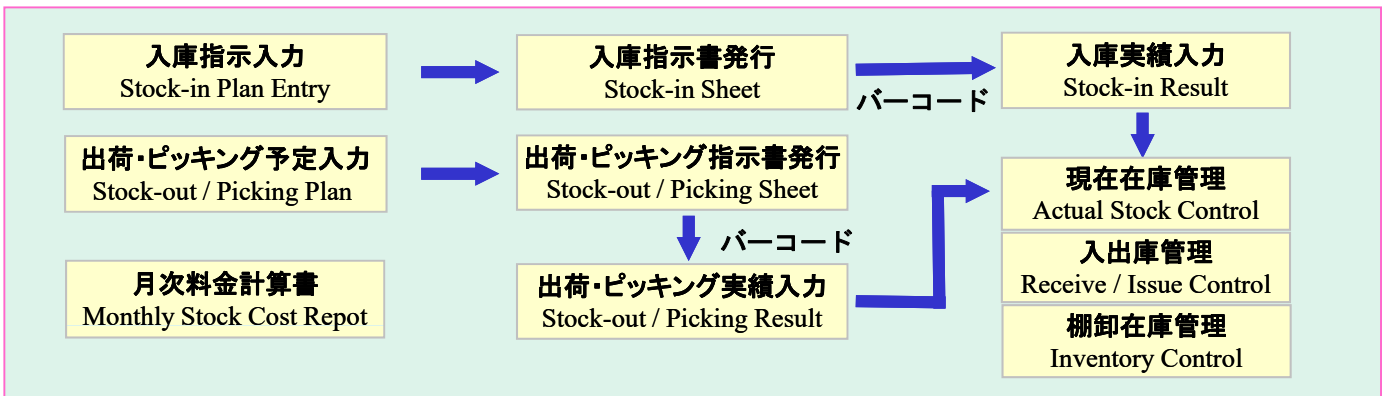 入庫指示入力
Stock-in Plan Entry
入庫指示書発行
Stock-in Sheet
バーコード
入庫実績入力
Stock-in Result
出荷・ピッキング予定入力
Stock-out / Picking Plan
出荷・ピッキング指示書発行
Stock-out / Picking Sheet
バーコード
現在在庫管理
Actual Stock Control
入出庫管理
Receive / Issue Control
月次料金計算書
Monthly Stock Cost Repot
出荷・ピッキング実績入力
Stock-out / Picking Result
棚卸在庫管理
Inventory Control